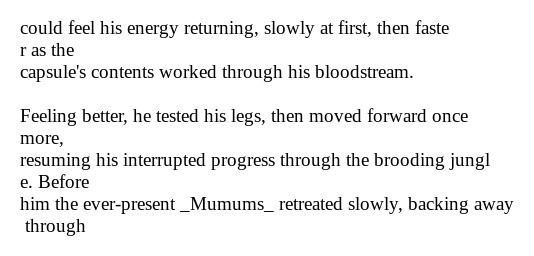 could feel his energy returning, slowly at first, then faste
r as the
capsule's contents worked through his bloodstream.

Feeling better, he tested his legs, then moved forward once
more,
resuming his interrupted progress through the brooding jungl
e. Before
him the ever-present _Mumums_ retreated slowly, backing away
 through